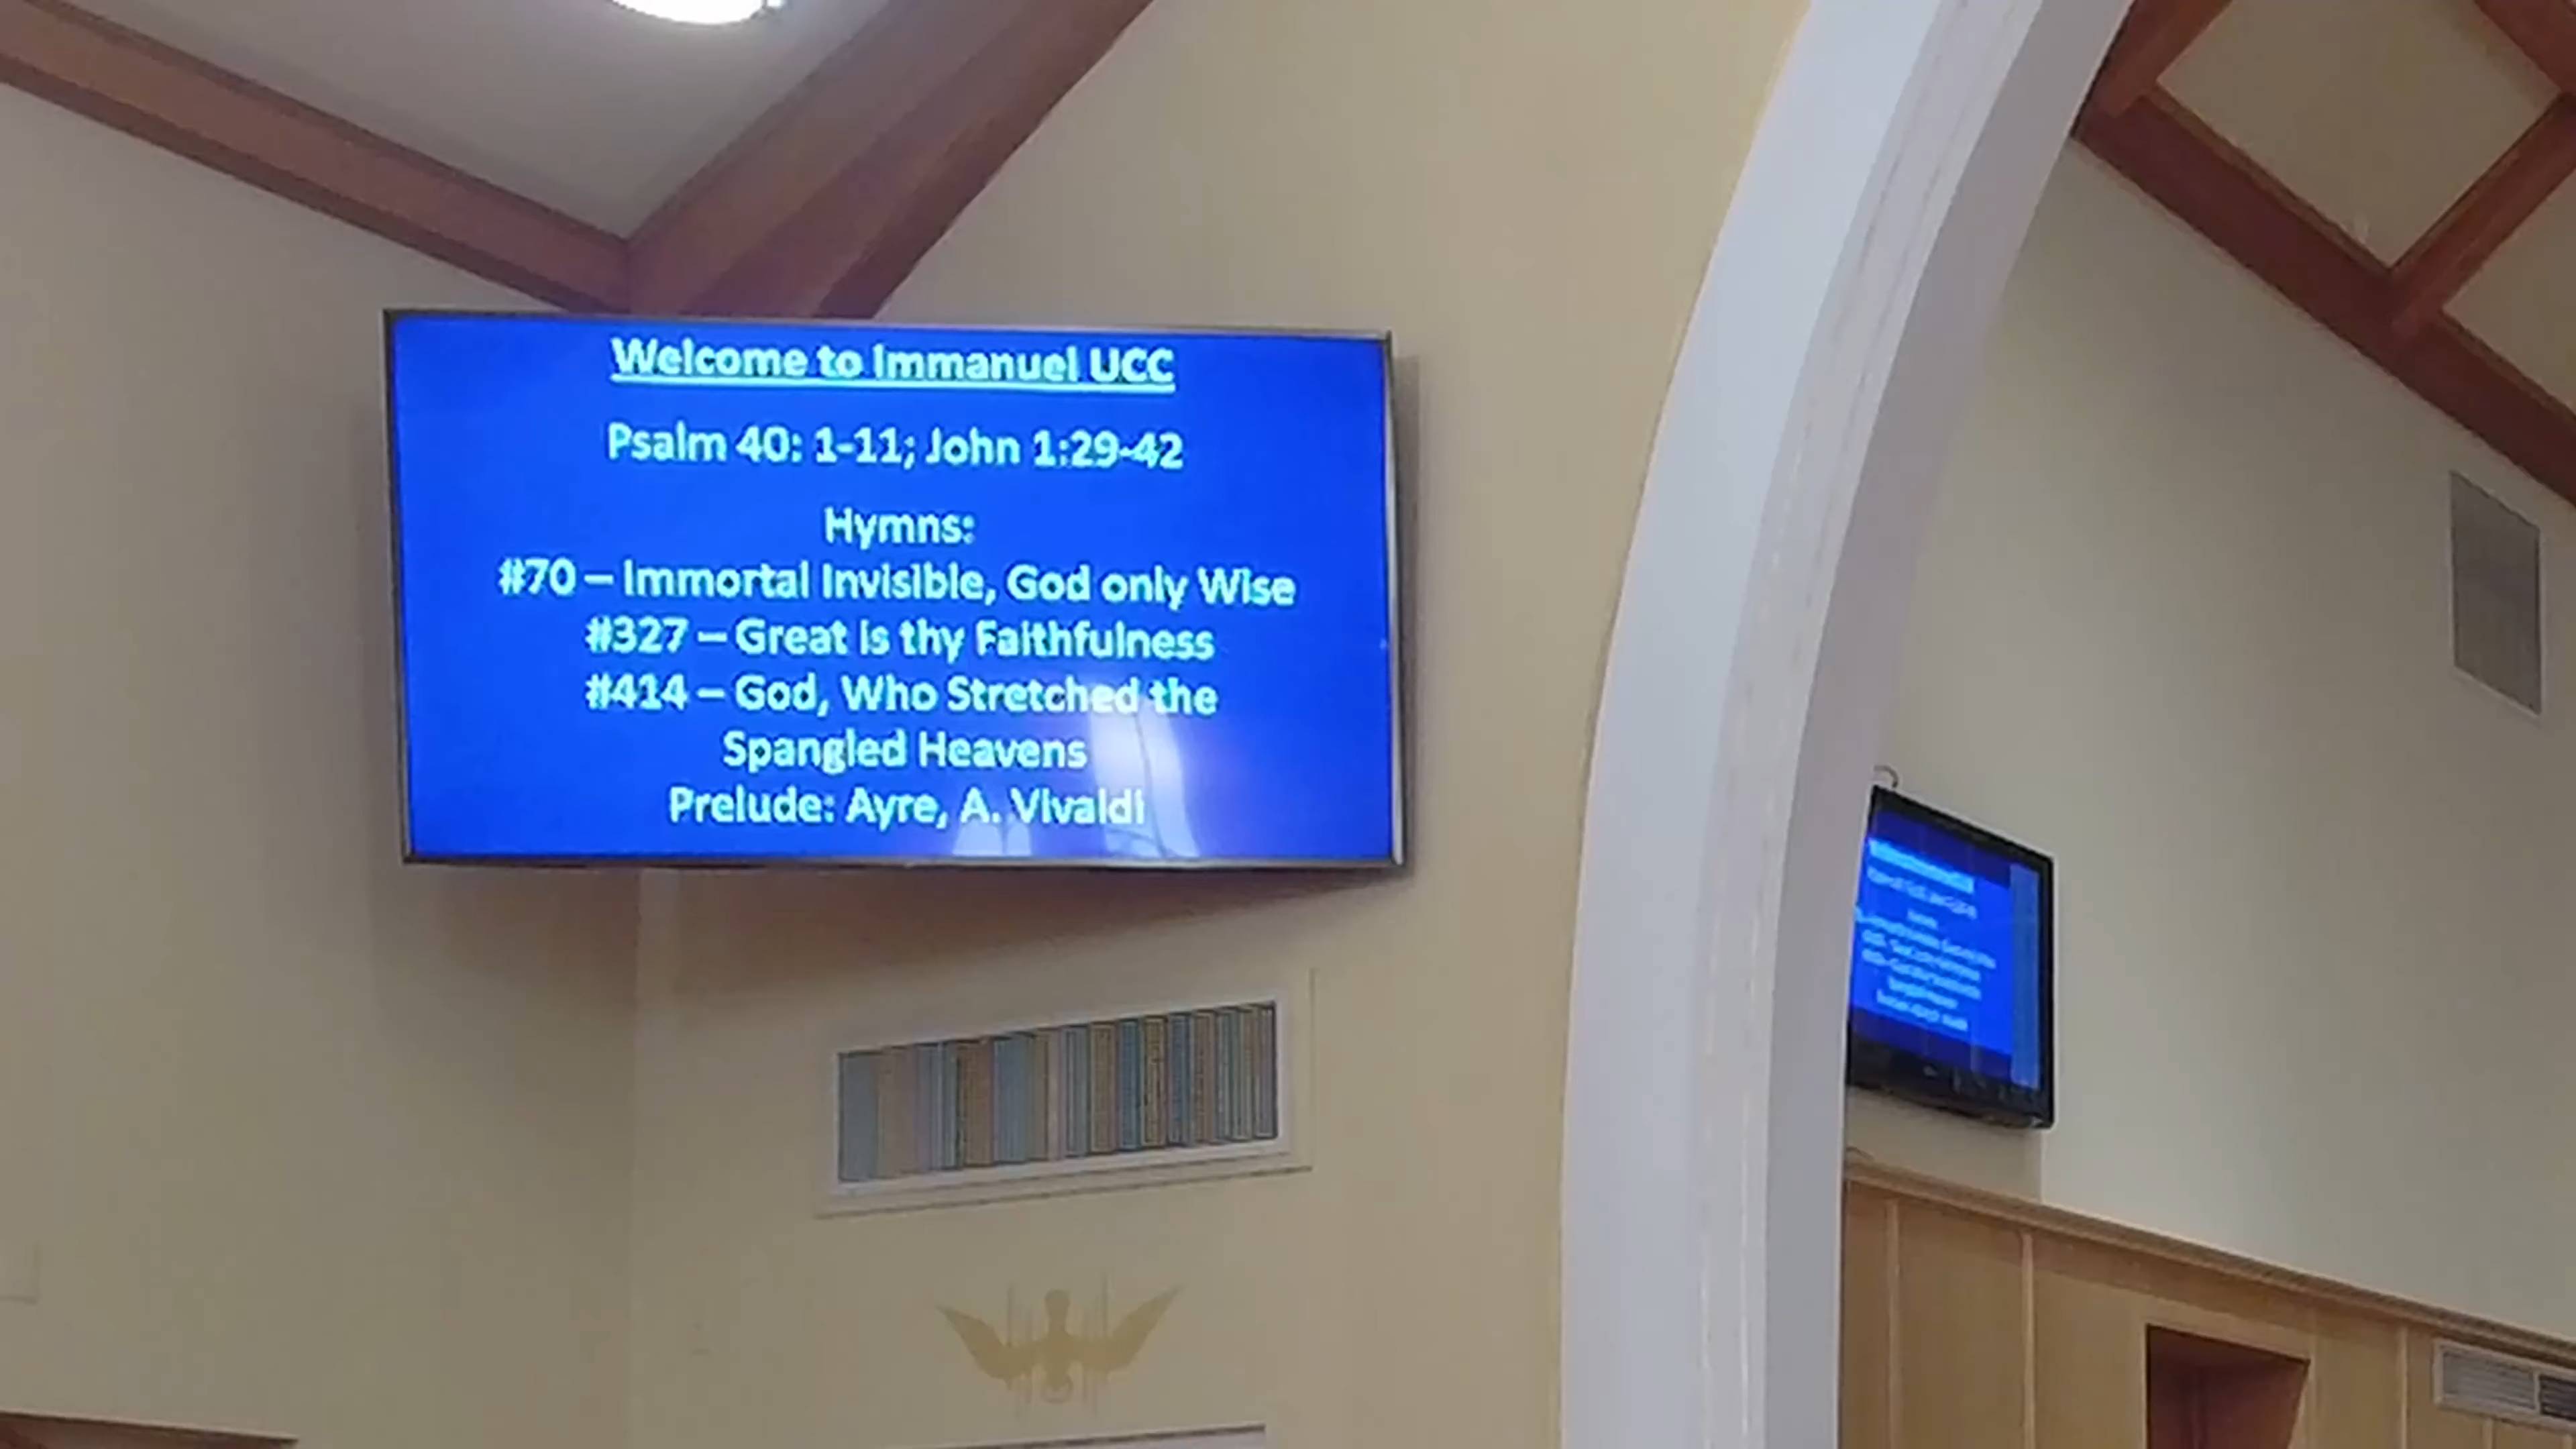 Welcome to Immanuel UCC
Psalm 40: 1-11; John 1:29-42
Hymns:
#70 – Immortal Invisible, God only Wise
#327 – Great is thy Faithfulness
#414 – God, Who Stretched the
Spangled Heavens
Prelude: Ayre, A. Vivaldi